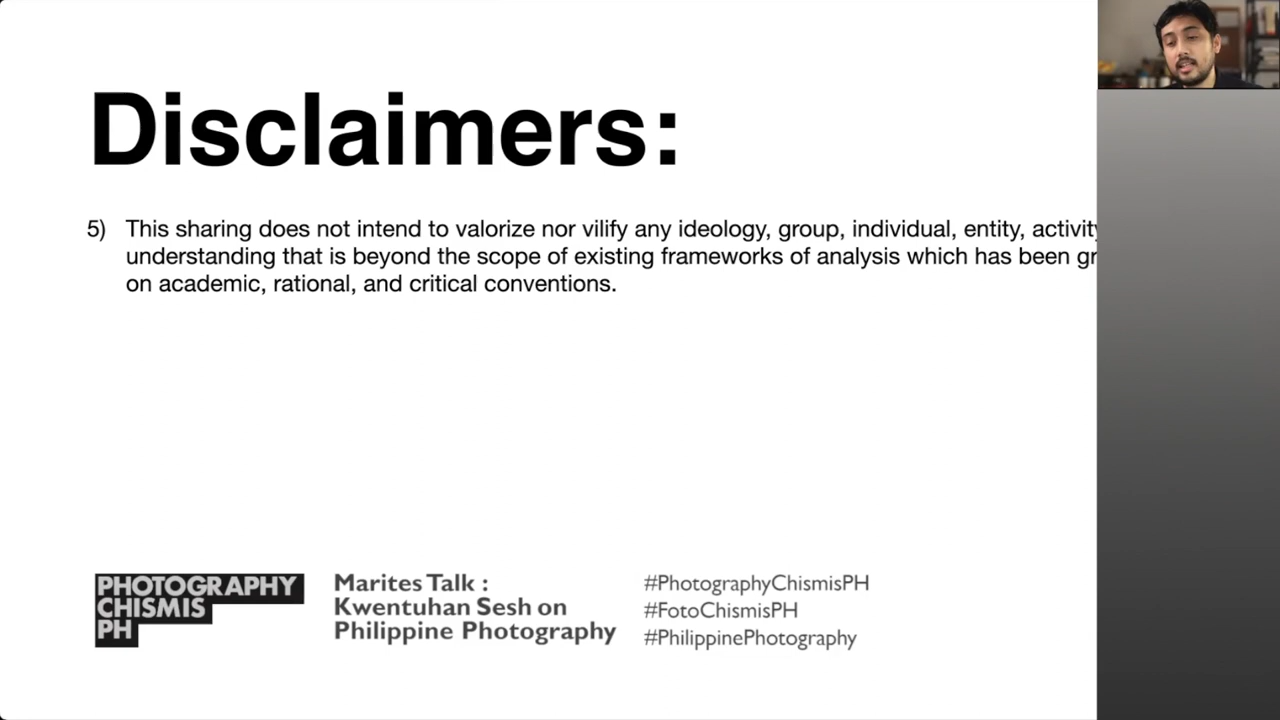 Disclaimers:
5) This sharing does not intend to valorize nor vilify any ideology, group, individual, entity, activity
understanding that is beyond the scope of existing frameworks of analysis which has been
on academic, rational, and critical conventions.
PHOTOGRAPHY
CHISMIS
PH
Marites Talk :
Kwentuhan Sesh on
Philippine Photography
#PhotographyChismisPH
#FotoChismisPH
#PhilippinePhotography